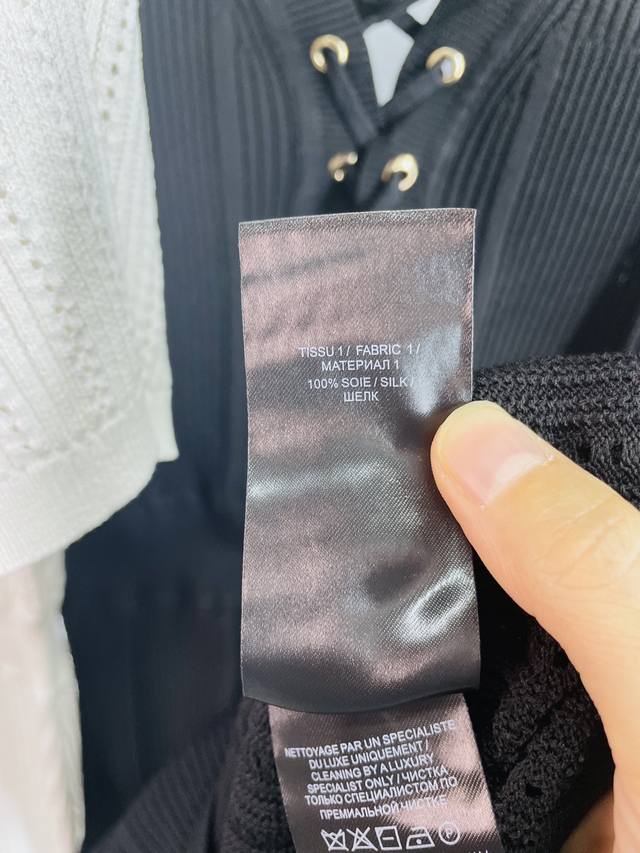 TISSU 1 / FABRIC 1 /
МАТЕРИАЛ 1
100% SOIE / SILK /
ШЕЛК
NETTOYAGE PAR UN SPECIALISTE
DU LUXE UNIQUEMENT /
CLEANING BY A LUXURY
SPECIALIST ONLY / ЧИСТКА
ТОЛЬКО СПЕЦИАЛИСТОМ ПО
ПРЕМИАЛЬНОЙ ЧИСТКЕ